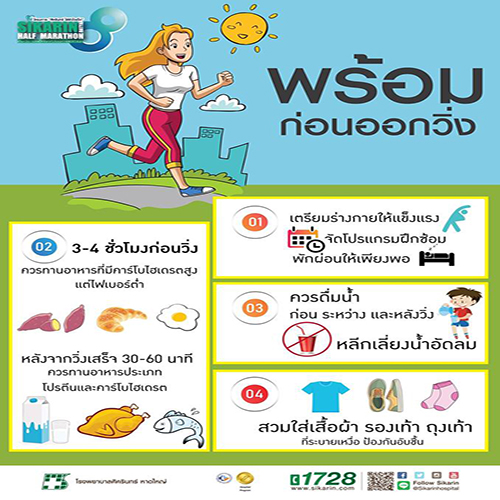 SIKARIN
HALF MARATHON
พร้อม
ก่อนออกวิ่ง
01
เตรียมร่างกายให้แข็งแรง
จัดโปรแกรมฝึกซ้อม
พักผ่อนให้เพียงพอ
02
3-4 ชั่วโมงก่อนวิ่ง
ควรทานอาหารที่มีคาร์โบไฮเดรตสูง
แต่ไฟเบอร์ต่ำ
หลังจากวิ่งเสร็จ 30-60 นาที
ควรทานอาหารประเภท
โปรตีนและคาร์โบไฮเดรต
03
ควรดื่มน้ำ
ก่อน ระหว่าง และหลังวิ่ง
หลีกเลี่ยงน้ำอัดลม
04
สวมใส่เสื้อผ้า รองเท้า ถุงเท้า
ที่ระบายเหงื่อ ป้องกันอับชื้น
โรงพยาบาลศิครินทร์ หาดใหญ่
1728
www.sikarin.com
Follow Sikarin
@Sikarinhospital